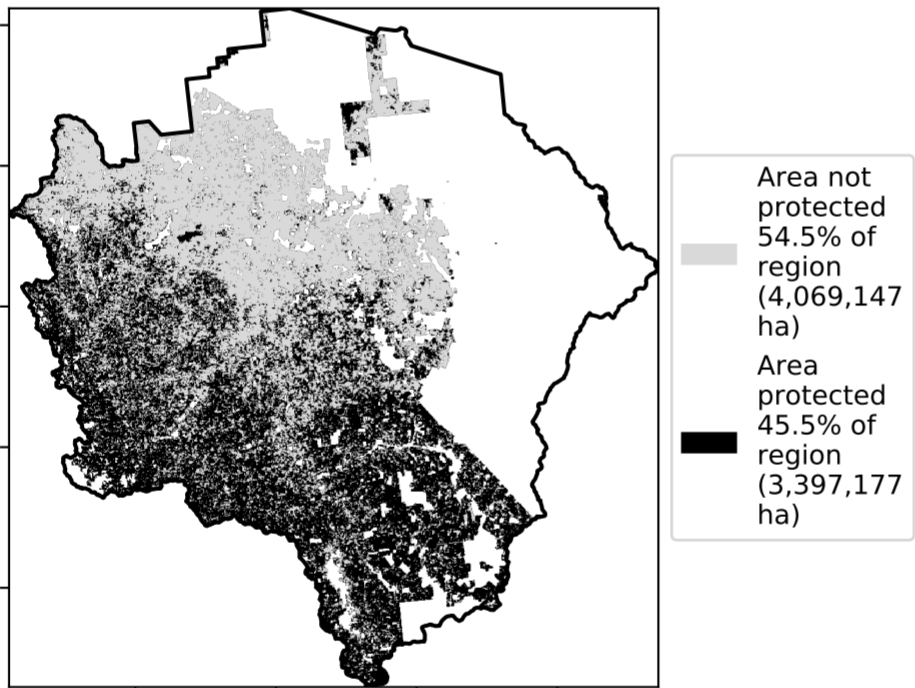 Area not
protected
54.5% of
region
(4,069,147
ha)
Area
protected
45.5% of
region
(3,397,177
ha)